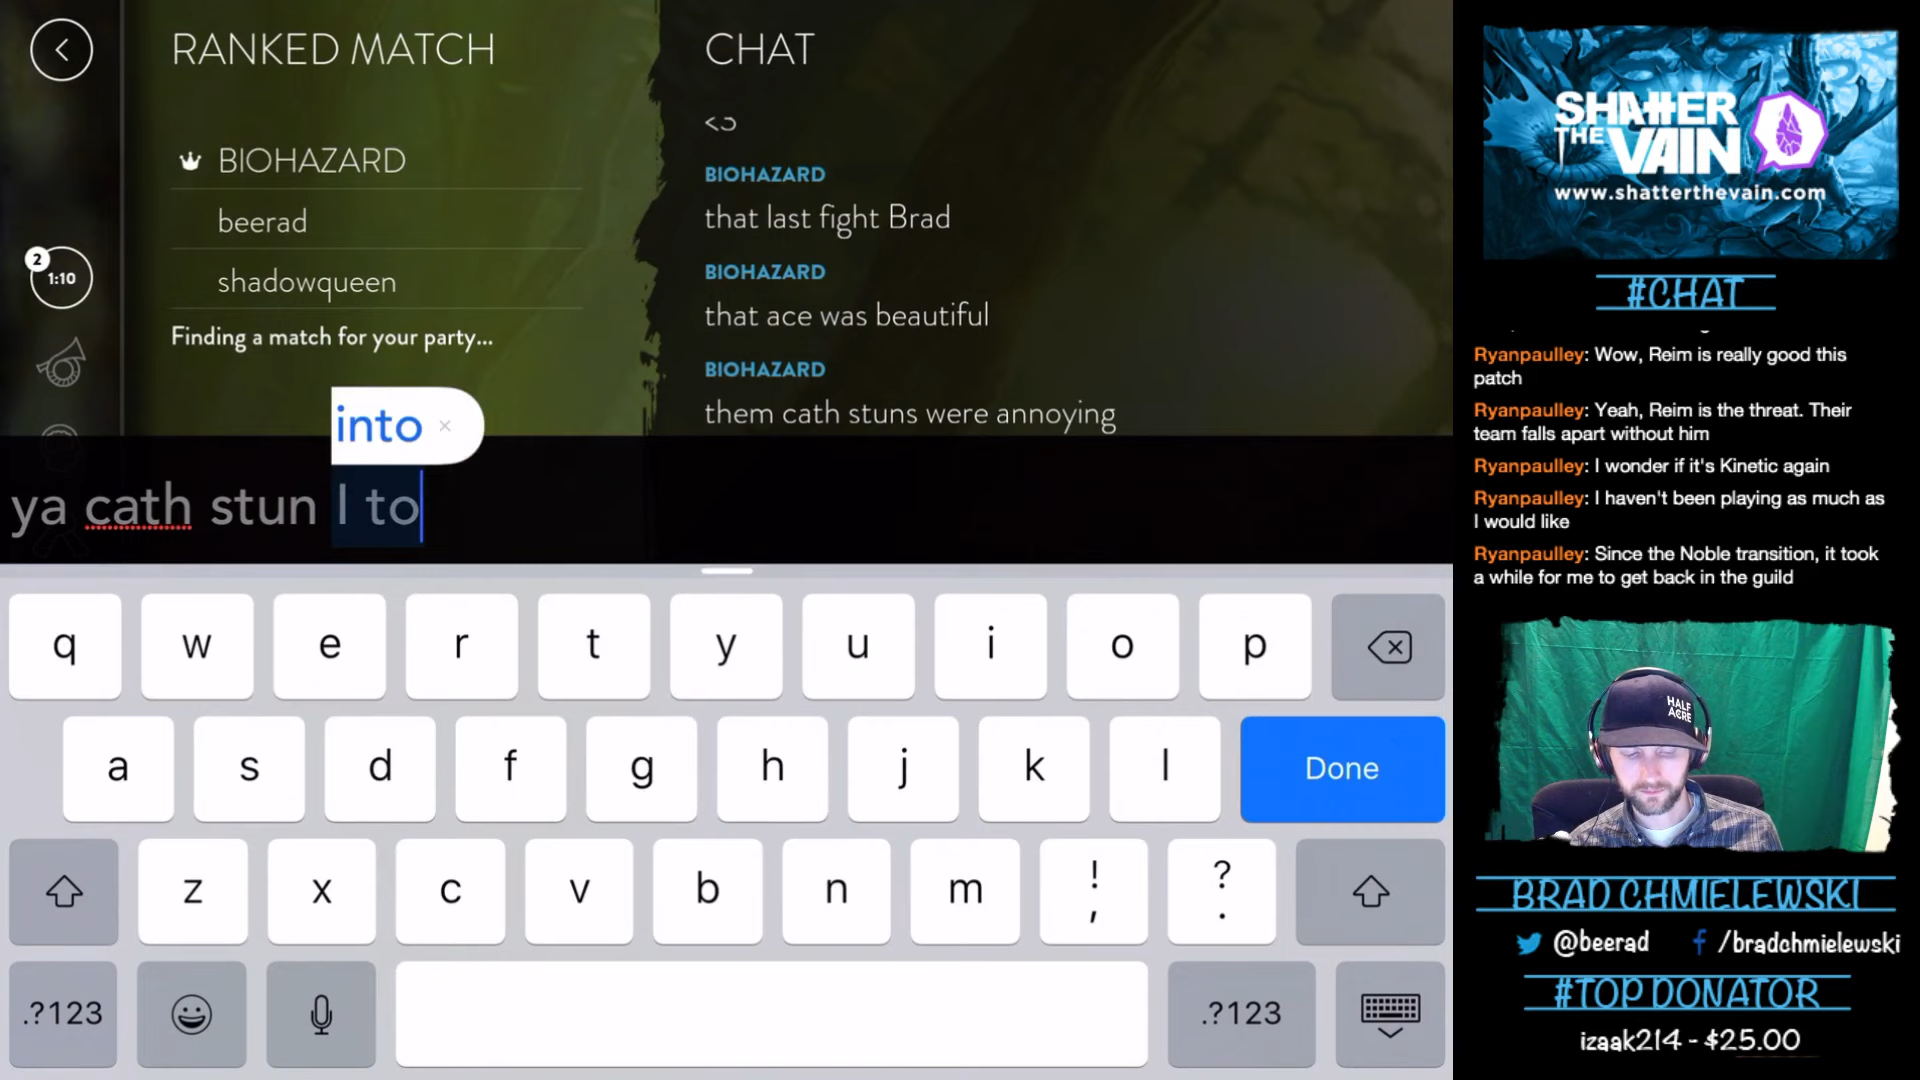 RANKED MATCH
BIOHAZARD
beerad
shadowqueen
Finding a match for your party...
2
1:10
CHAT
BIOHAZARD
that last fight Brad
BIOHAZARD
that ace was beautiful
BIOHAZARD
them cath stuns were annoying
into ×
ya cath stun I to
q w e r t y u i o p
a s d f g h j k l Done
z x c v b n m ! , ? .
.?123 .?123
SHATTER
THE VAIN
www.shatterthevain.com
#CHAT
Ryanpaulley: Wow, Reim is really good this
patch
Ryanpaulley: Yeah, Reim is the threat. Their
team falls apart without him
Ryanpaulley: I wonder if it's Kinetic again
Ryanpaulley: I haven't been playing as much as
I would like
Ryanpaulley: Since the Noble transition, it took
a while for me to get back in the guild
HALF
ACRE
BRAD CHMIELEWSKI
@beerad /bradchmielewski
#TOP DONATOR
izaak214 - $25.00